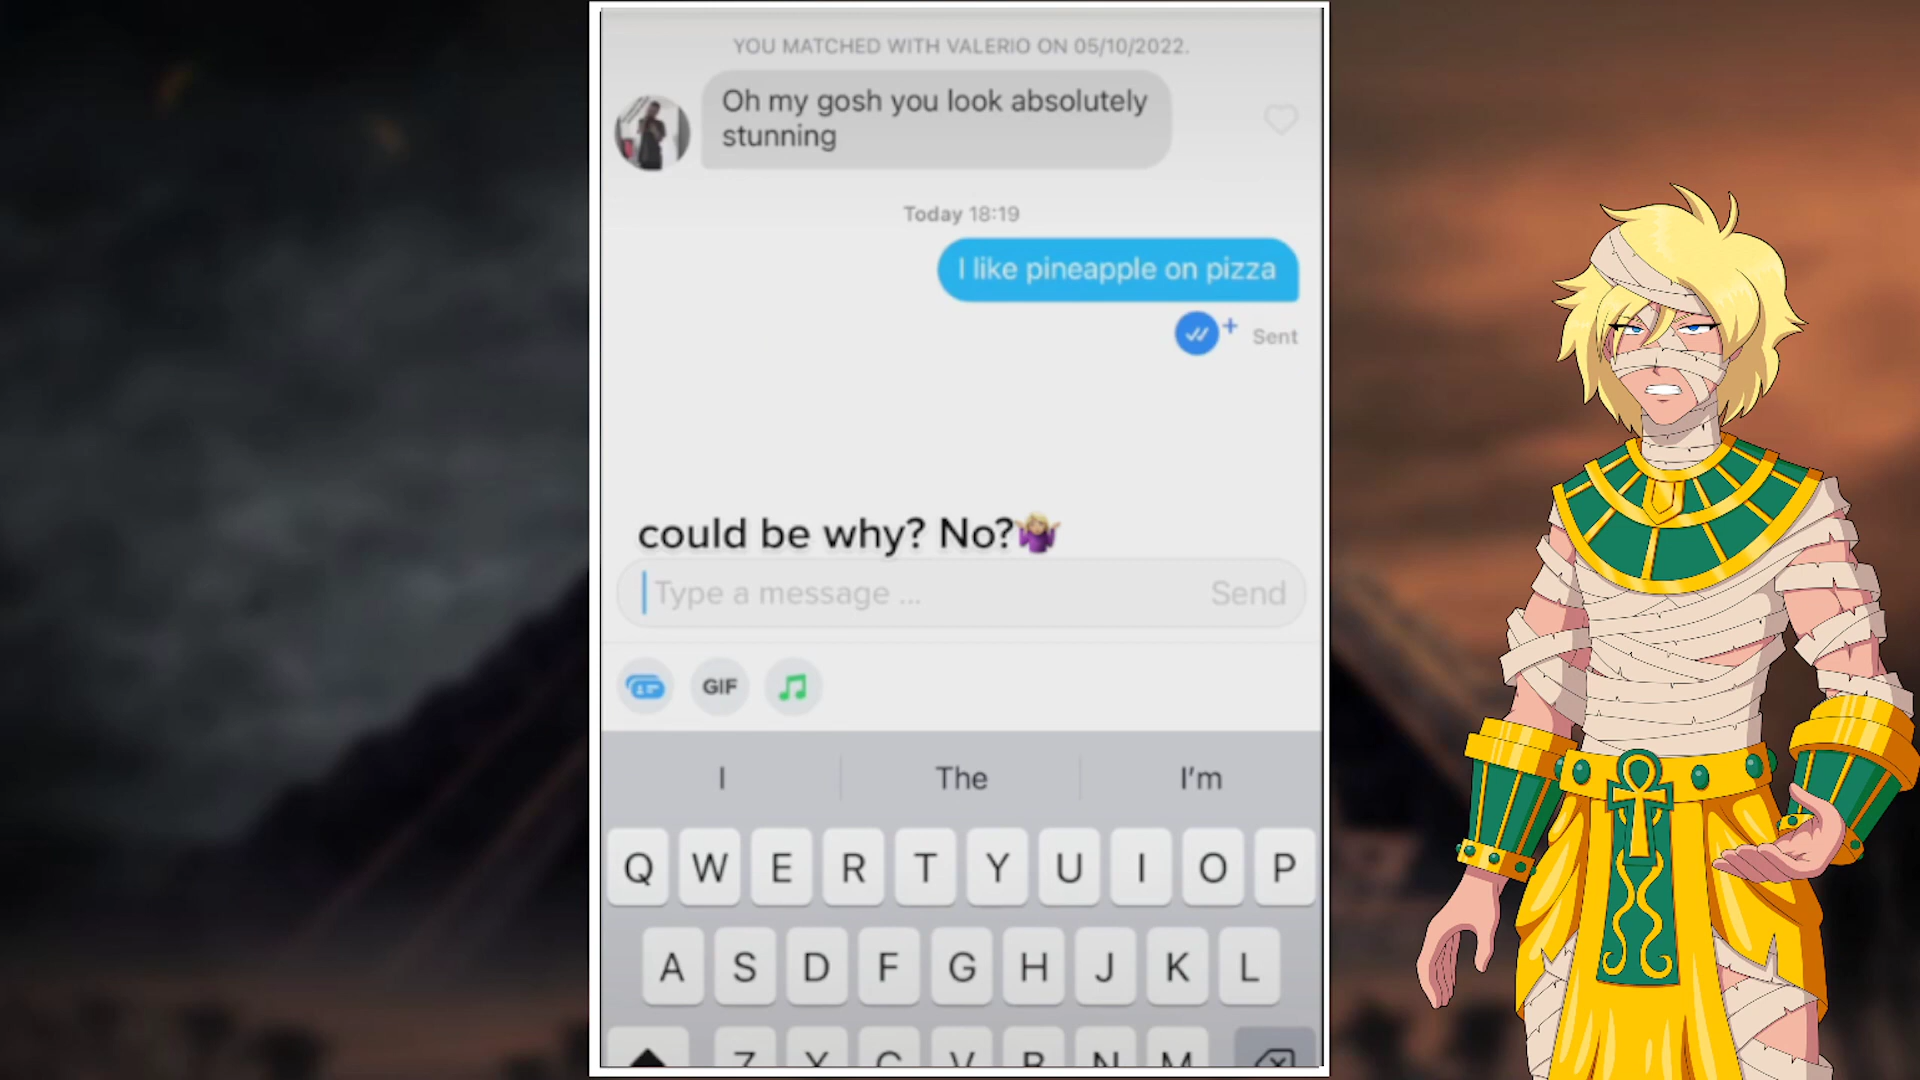 YOU MATCHED WITH VALERIO ON 05/10/2022.
Oh my gosh you look absolutely
stunning
Today 18:19
I like pineapple on pizza
Sent
could be why? No?🤷🏼‍♀️
Type a message ...
Send
GIF
I The I'm
Q W E R T Y U I O P
A S D F G H J K L
Z X C V B N M